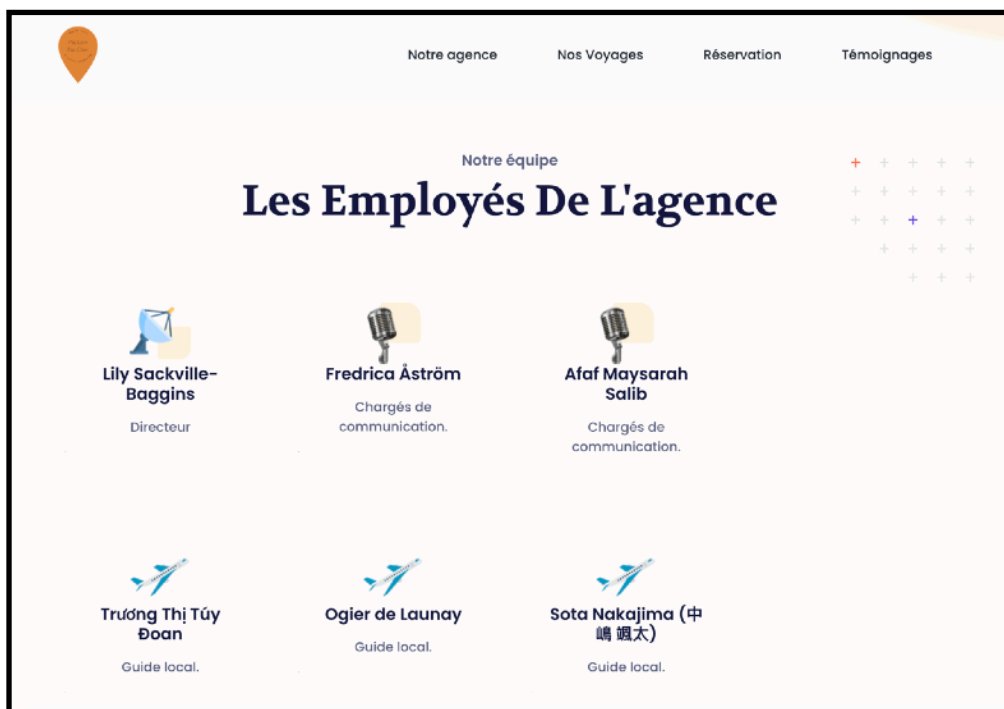 Notre agence Nos Voyages Réservation Témoignages
Notre équipe
Les Employés De L'agence
Lily Sackville-
Baggins
Directeur
Fredrica Åström
Chargés de
communication.
Afaf Maysarah
Salib
Chargés de
communication.
Trương Thị Túy
Đoan
Guide local.
Ogier de Launay
Guide local.
Sota Nakajima (中
嶋 颯太)
Guide local.